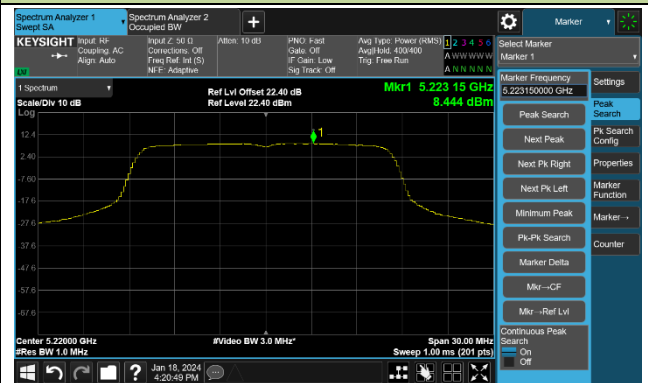 Spectrum Analyzer 1
Swept SA
Spectrum Analyzer 2
Occupied BW
+
Marker
KEYSIGHT
Input: RF
Coupling: AC
Align: Auto
LXI
Input Z: 50 Ω
Corrections: Off
Freq Ref: Int (S)
NFE: Adaptive
Atten: 10 dB
PNO: Fast
Gate: Off
IF Gain: Low
Sig Track: Off
Avg Type: Power (RMS)
Avg|Hold: 400/400
Trig: Free Run
1 2 3 4 5 6
A W W W W W
A N N N N N
Select Marker
Marker 1
1 Spectrum
Scale/Div 10 dB
Log
Ref Lvl Offset 22.40 dB
Ref Level 22.40 dBm
Mkr1 5.223 15 GHz
8.444 dBm
1
12.4
2.40
-7.60
-17.6
-27.6
-37.6
-47.6
-57.6
-67.6
Center 5.22000 GHz
#Res BW 1.0 MHz
#Video BW 3.0 MHz*
Span 30.00 MHz
Sweep 1.00 ms (201 pts)
Marker Frequency
5.223150000 GHz
Peak Search
Next Peak
Next Pk Right
Next Pk Left
Minimum Peak
Pk-Pk Search
Marker Delta
Mkr→CF
Mkr→Ref Lvl
Continuous Peak
Search
On
Off
Settings
Peak
Search
Pk Search
Config
Properties
Marker
Function
Marker→
Counter
?
Jan 18, 2024
4:20:49 PM